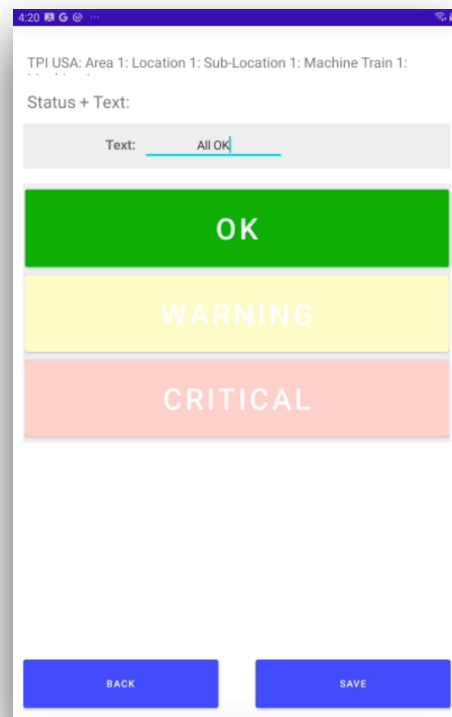 4:20 G ...
TPI USA: Area 1: Location 1: Sub-Location 1: Machine Train 1:
Status + Text:
Text: All OK
OK
WARNING
CRITICAL
BACK
SAVE